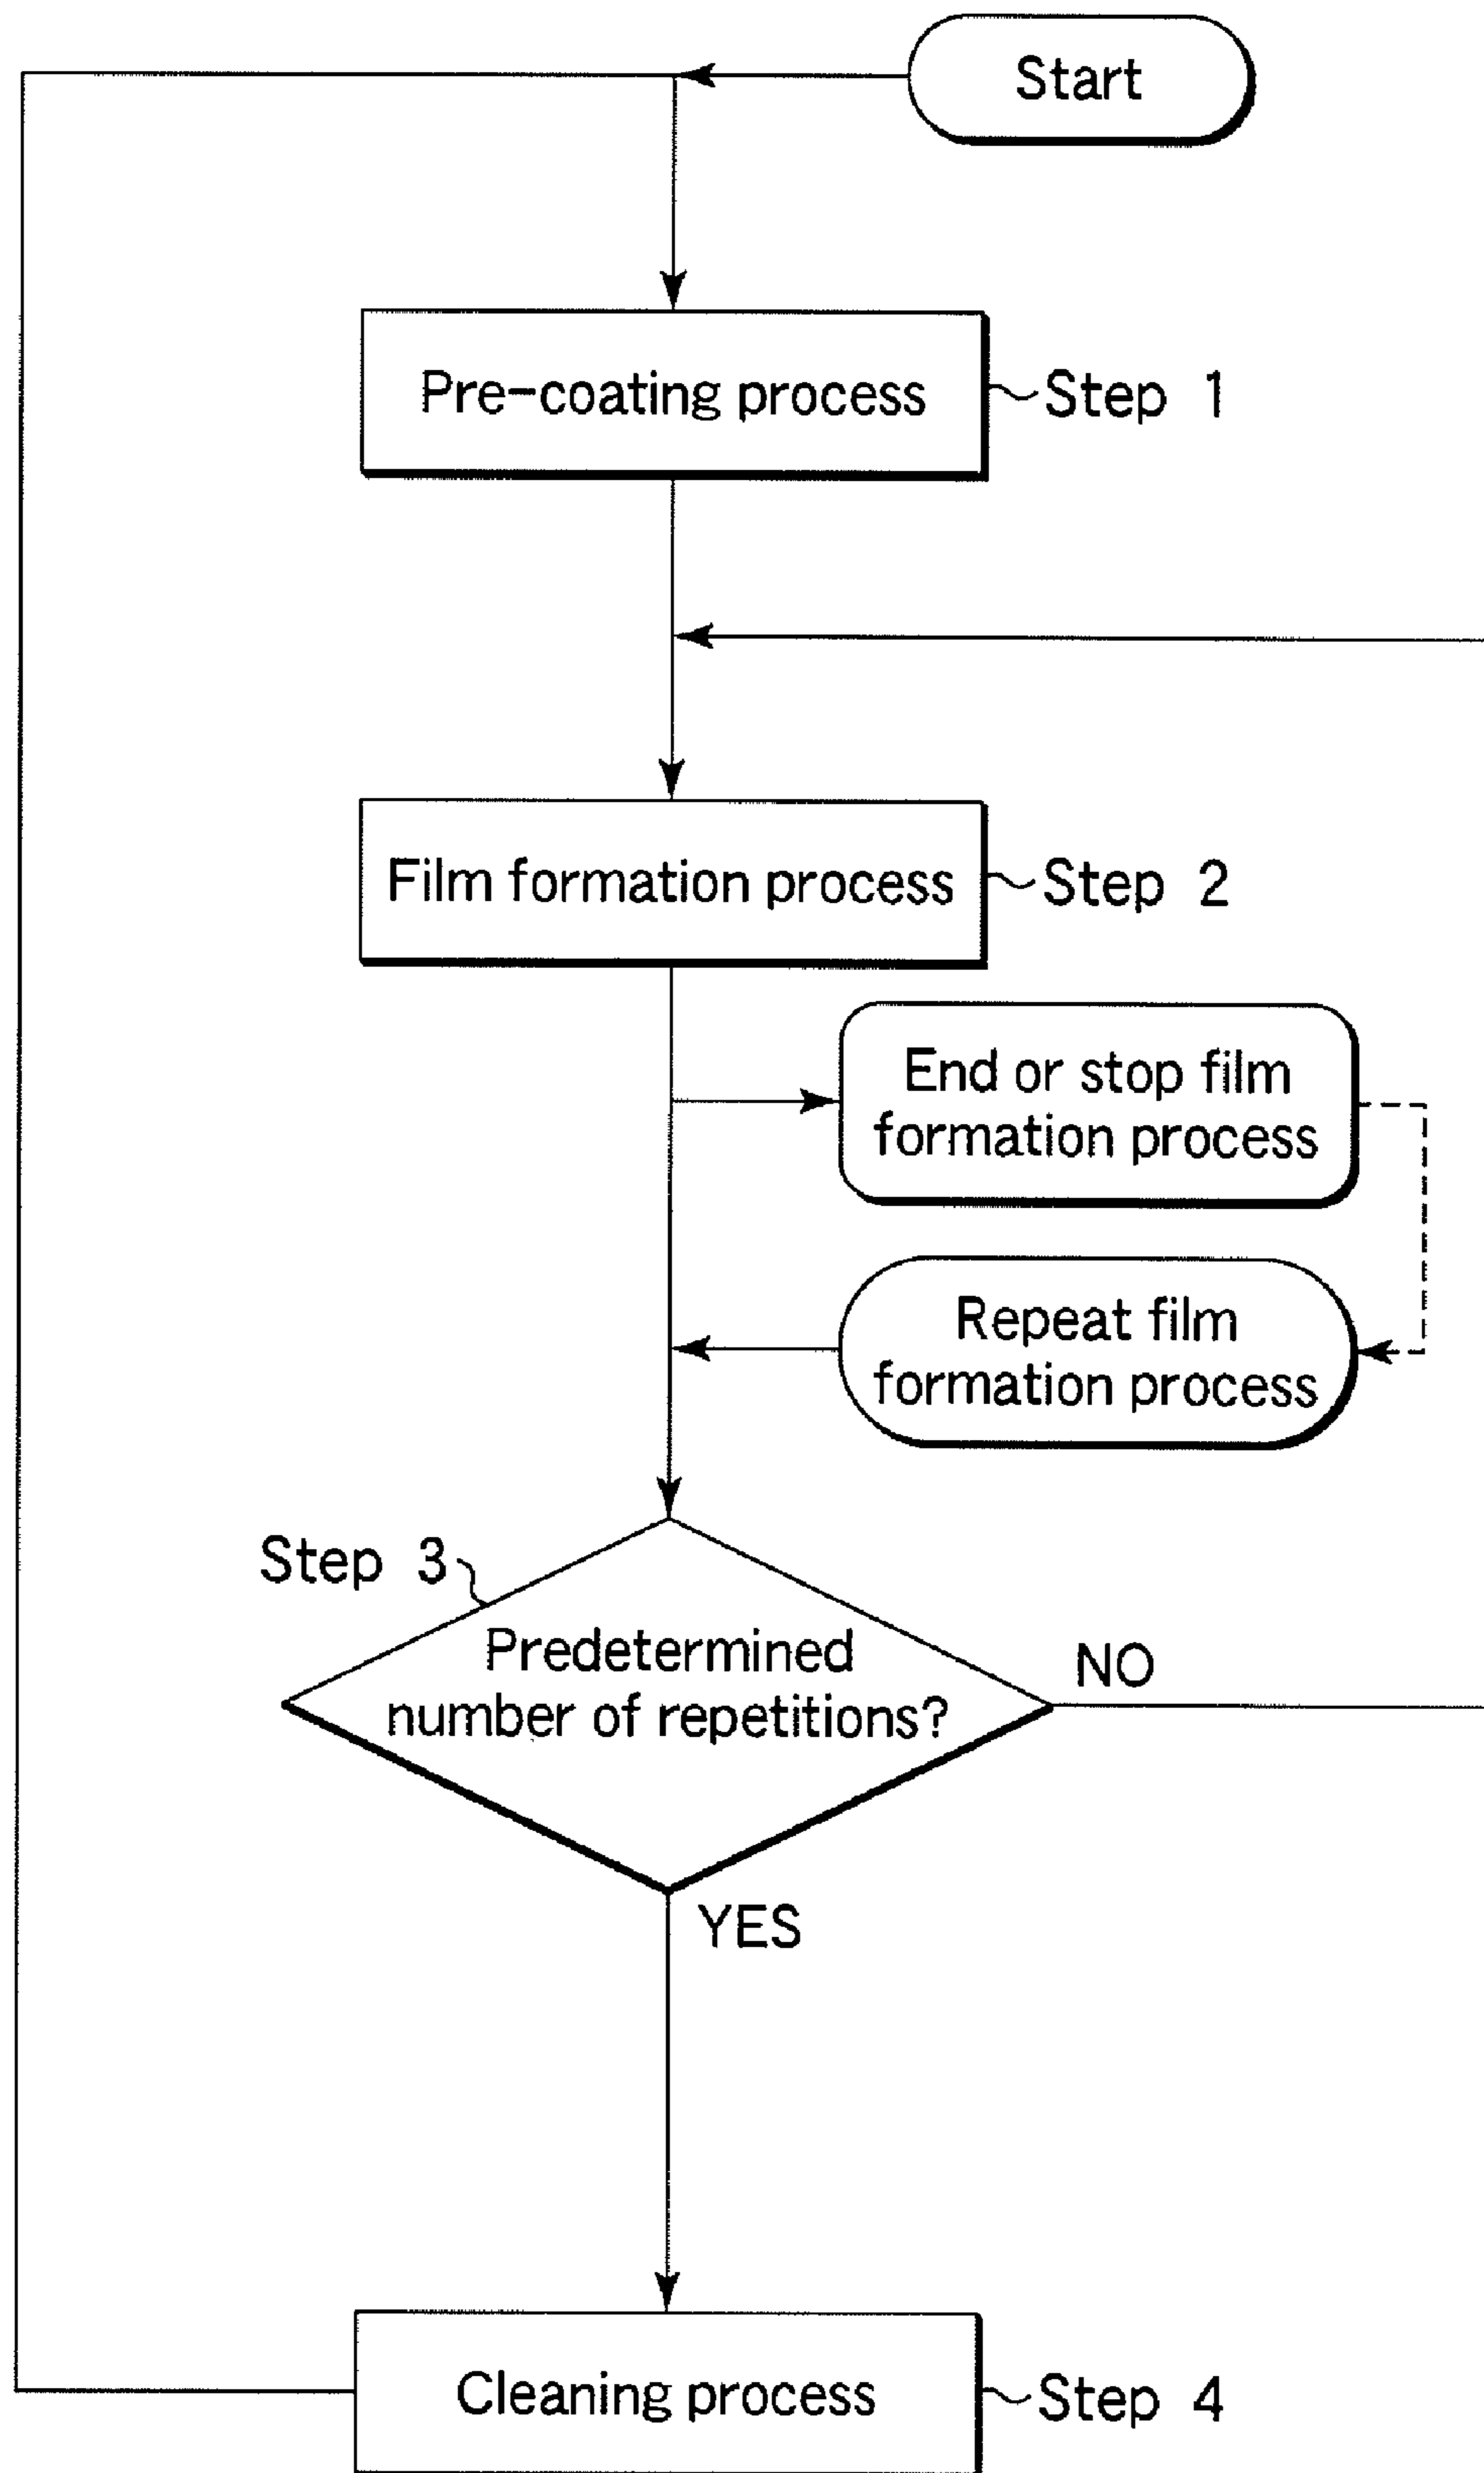 Start
Pre-coating process
Step 1
Film formation process
Step 2
End or stop film
formation process
Repeat film
formation process
Step 3
Predetermined
number of repetitions?
NO
YES
Cleaning process
Step 4